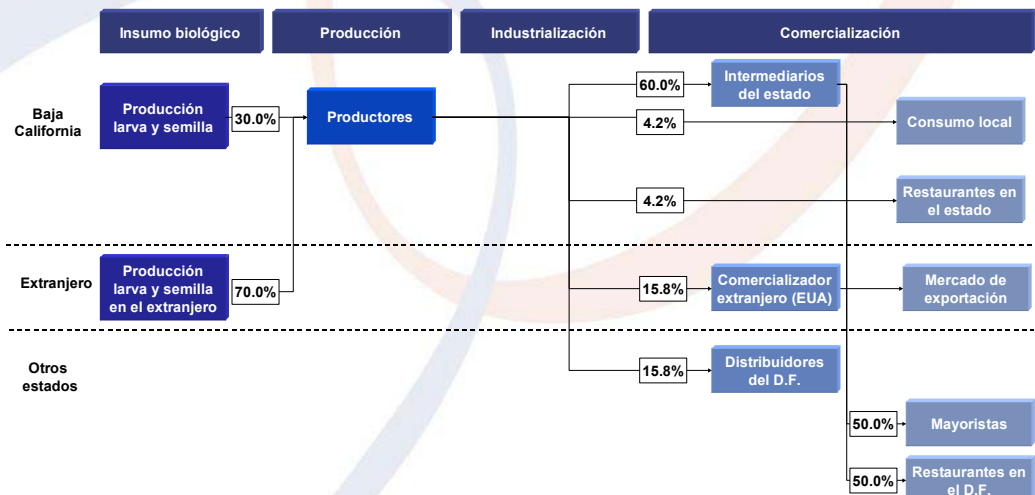 Insumo biológico
Producción
Industrialización
Comercialización
Baja
California
Producción
larva y semilla
30.0%
Productores
60.0%
Intermediarios
del estado
4.2%
Consumo local
4.2%
Restaurantes en
el estado
Extranjero
Producción
larva y semilla
en el extranjero
70.0%
15.8%
Comercializador
extranjero (EUA)
Mercado de
exportación
Otros
estados
15.8%
Distribuidores
del D.F.
50.0%
Mayoristas
50.0%
Restaurantes en
el D.F.